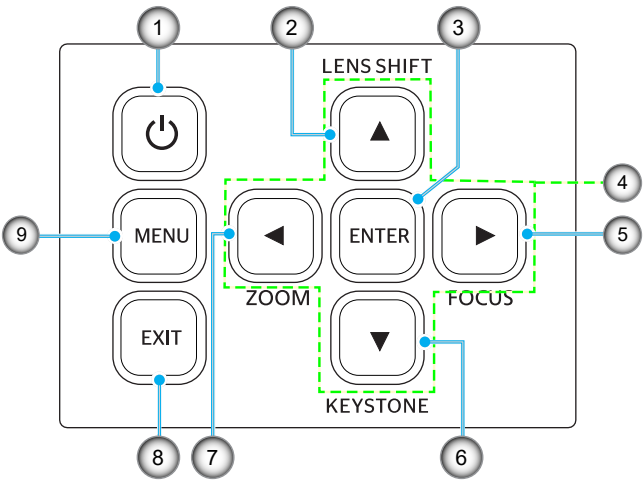 1 2 3
LENS SHIFT
4
9 MENU ENTER 5
ZOOM FOCUS
EXIT
KEYSTONE
8 7 6